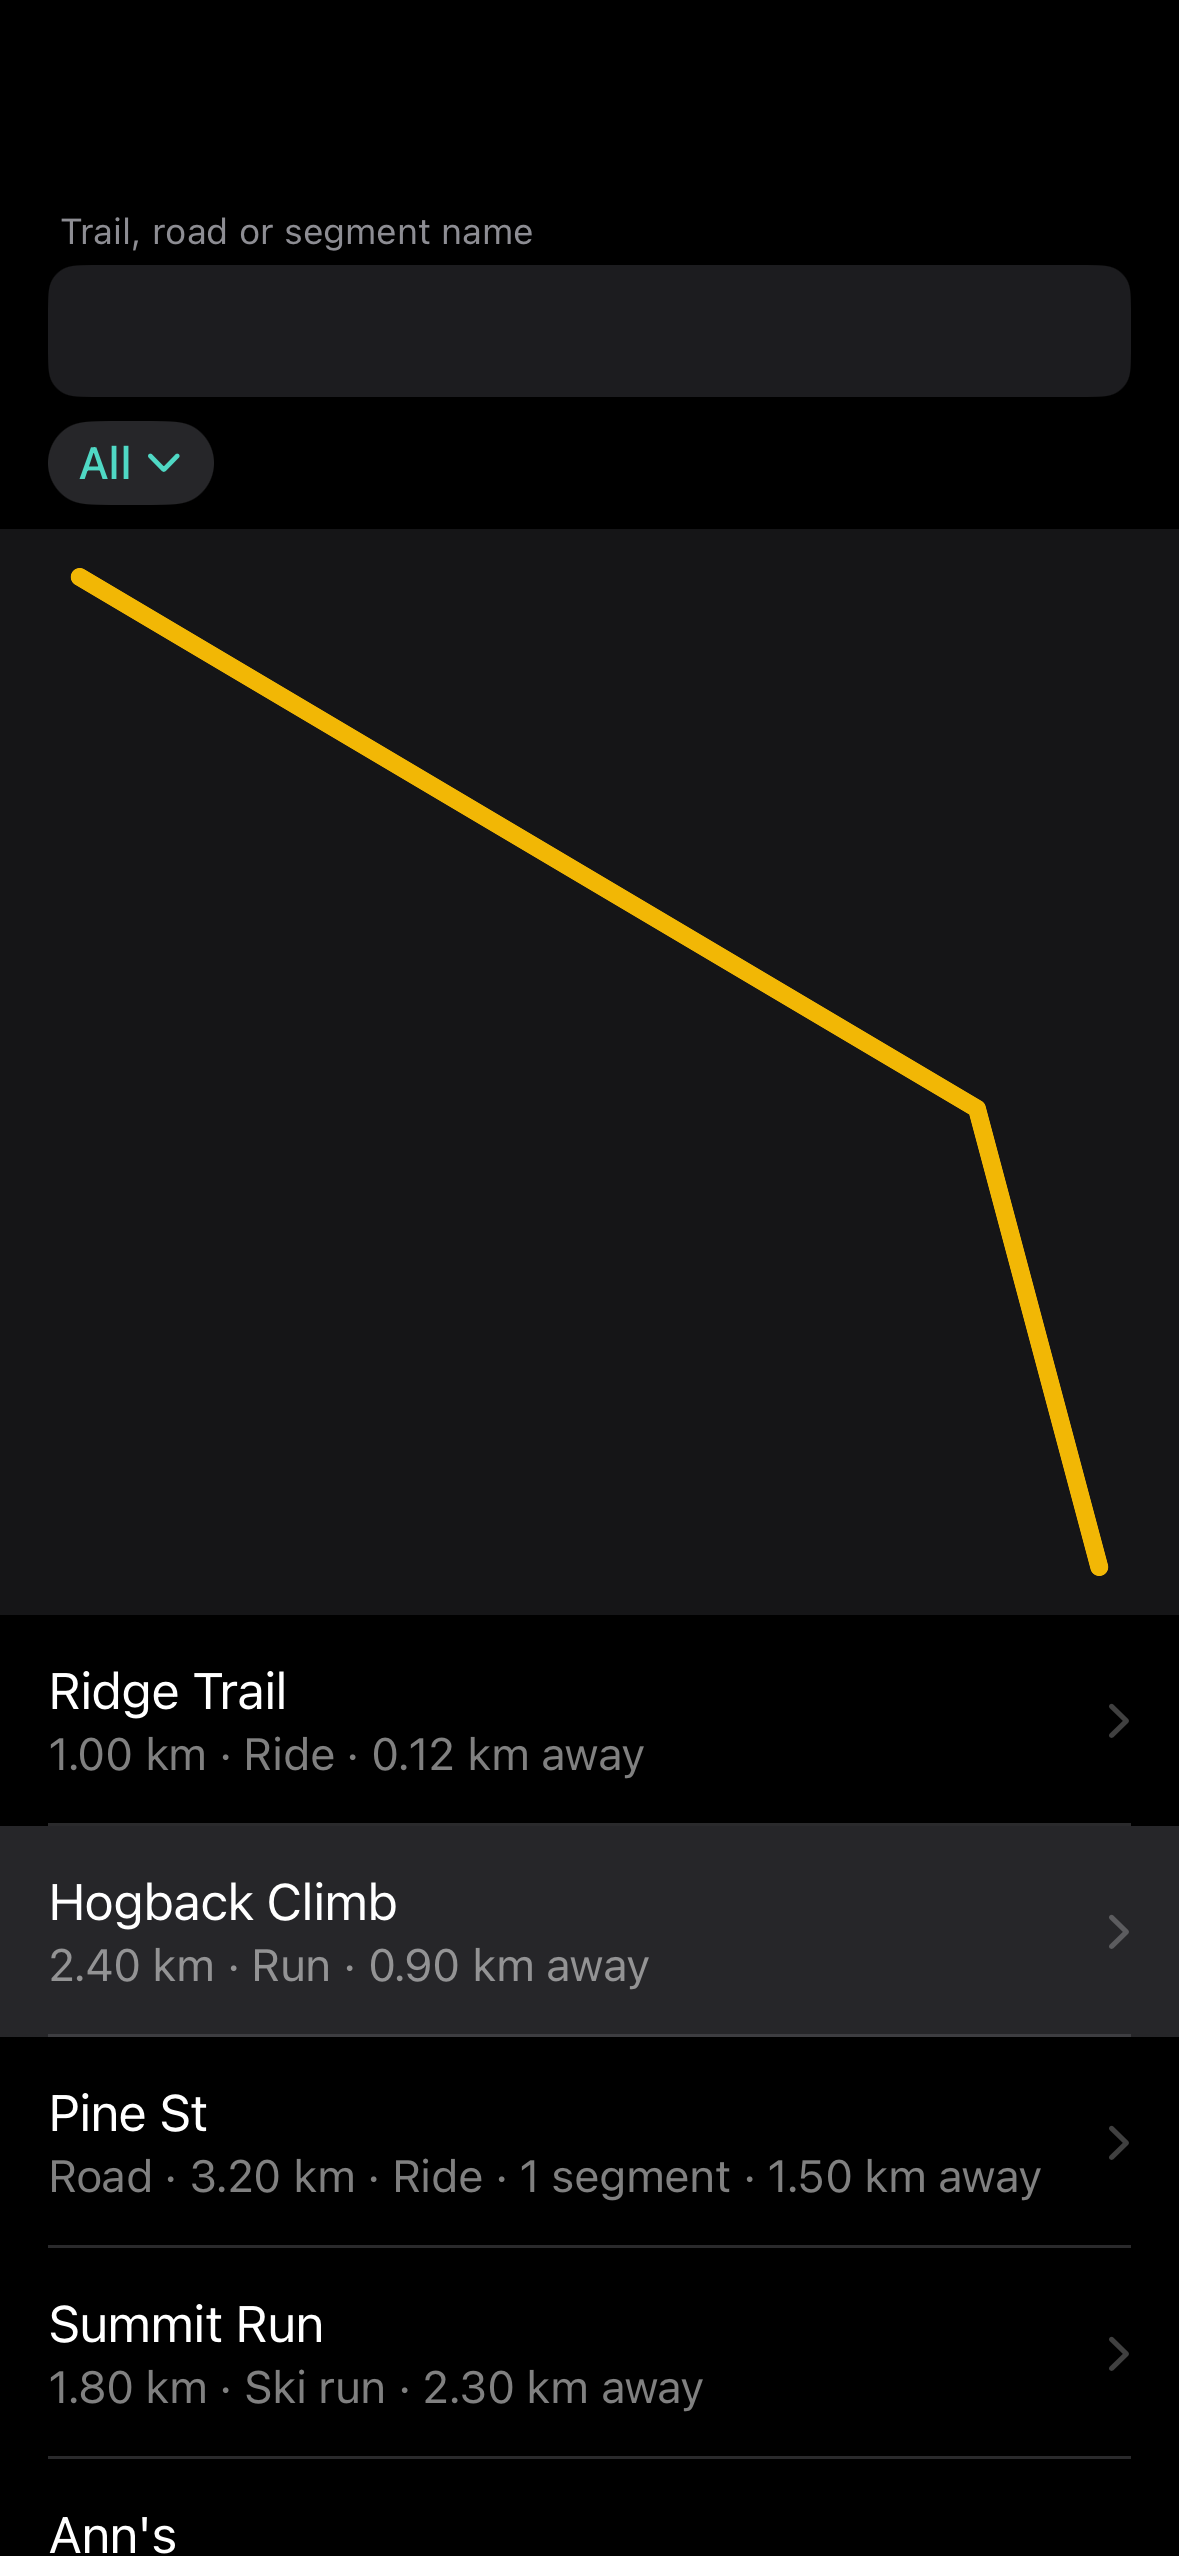 Trail, road or segment name
All
Ridge Trail
1.00 km · Ride · 0.12 km away
Hogback Climb
2.40 km · Run · 0.90 km away
Pine St
Road · 3.20 km · Ride · 1 segment · 1.50 km away
Summit Run
1.80 km · Ski run · 2.30 km away
Ann's